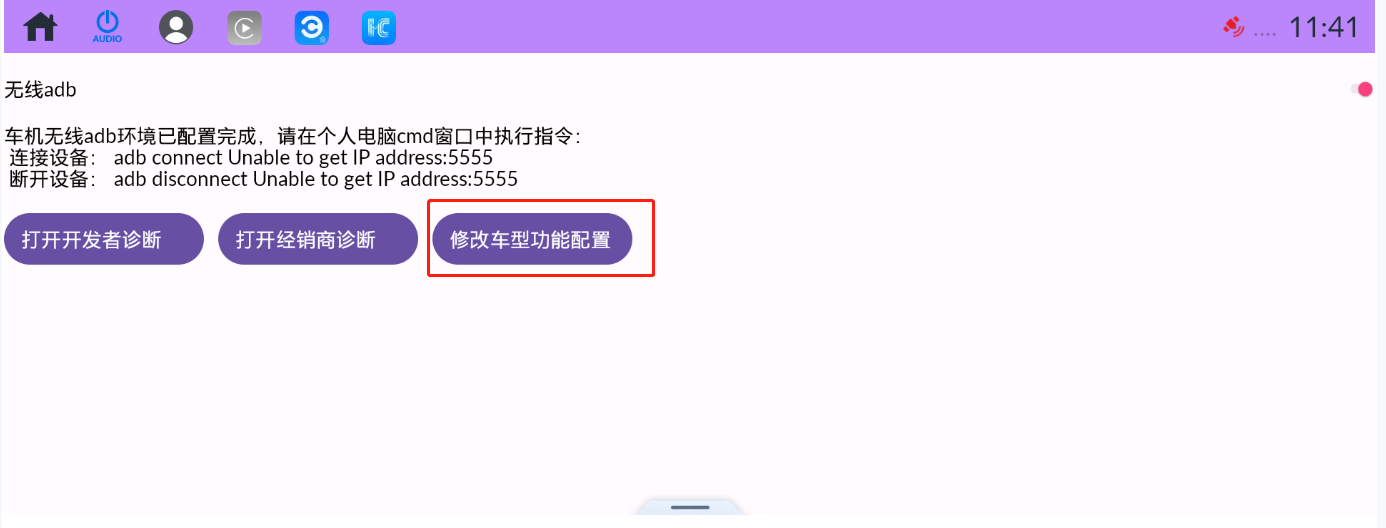 AUDIO
11:41
无线adb
车机无线adb环境已配置完成，请在个人电脑cmd窗口中执行指令：
连接设备： adb connect Unable to get IP address:5555
断开设备： adb disconnect Unable to get IP address:5555
打开开发者诊断 打开经销商诊断 修改车型功能配置